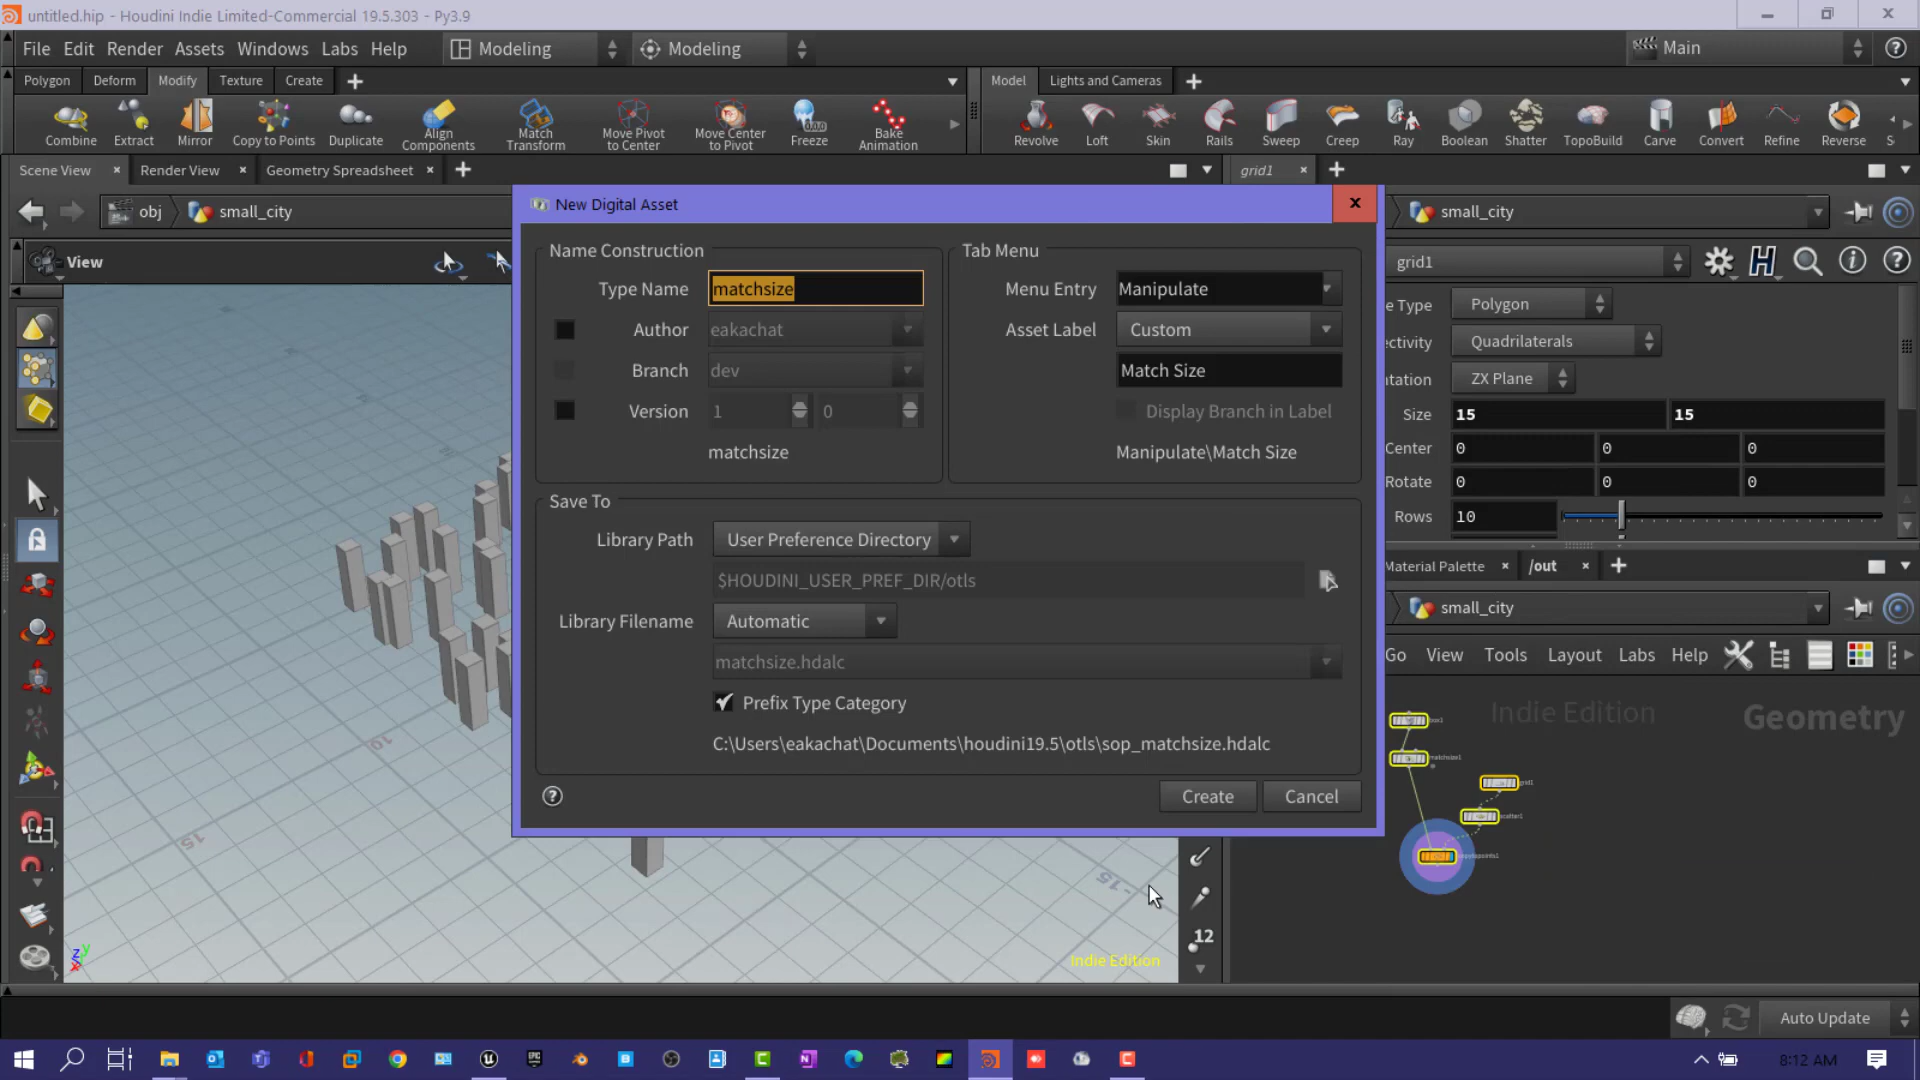 untitled.hip - Houdini Indie Limited-Commercial 19.5.303 - Py3.9
File Edit Render Assets Windows Labs Help Modeling Modeling Main
Polygon Deform Modify Texture Create Model Lights and Cameras
Combine Extract Mirror Copy to Points Duplicate Align Components Match Transform Move Pivot to Center Move Center to Pivot Freeze Bake Animation Revolve Loft Skin Rails Sweep Creep Ray Boolean Shatter TopoBuild Carve Convert Refine Reverse S
Scene View Render View Geometry Spreadsheet grid1
obj small_city New Digital Asset small_city
View grid1
Name Construction Tab Menu
Type Name matchsize Menu Entry Manipulate
Author eakachat Asset Label Custom
Branch dev Match Size
Version 1 0 Display Branch in Label
matchsize Manipulate\Match Size
e Type Polygon
ectivity Quadrilaterals
ntation ZX Plane
Size 15 15
Center 0 0 0
Rotate 0 0 0
Rows 10
Save To
Library Path User Preference Directory
$HOUDINI_USER_PREF_DIR/otls
Library Filename Automatic
matchsize.hdalc
Prefix Type Category
C:\Users\eakachat\Documents\houdini19.5\otls\sop_matchsize.hdalc
Create Cancel
Material Palette /out
small_city
Go View Tools Layout Labs Help
Indie Edition Geometry
matchsize1
grid1
scatter1
10
15
-15
12
z y
x
Indie Edition
Auto Update
8:12 AM